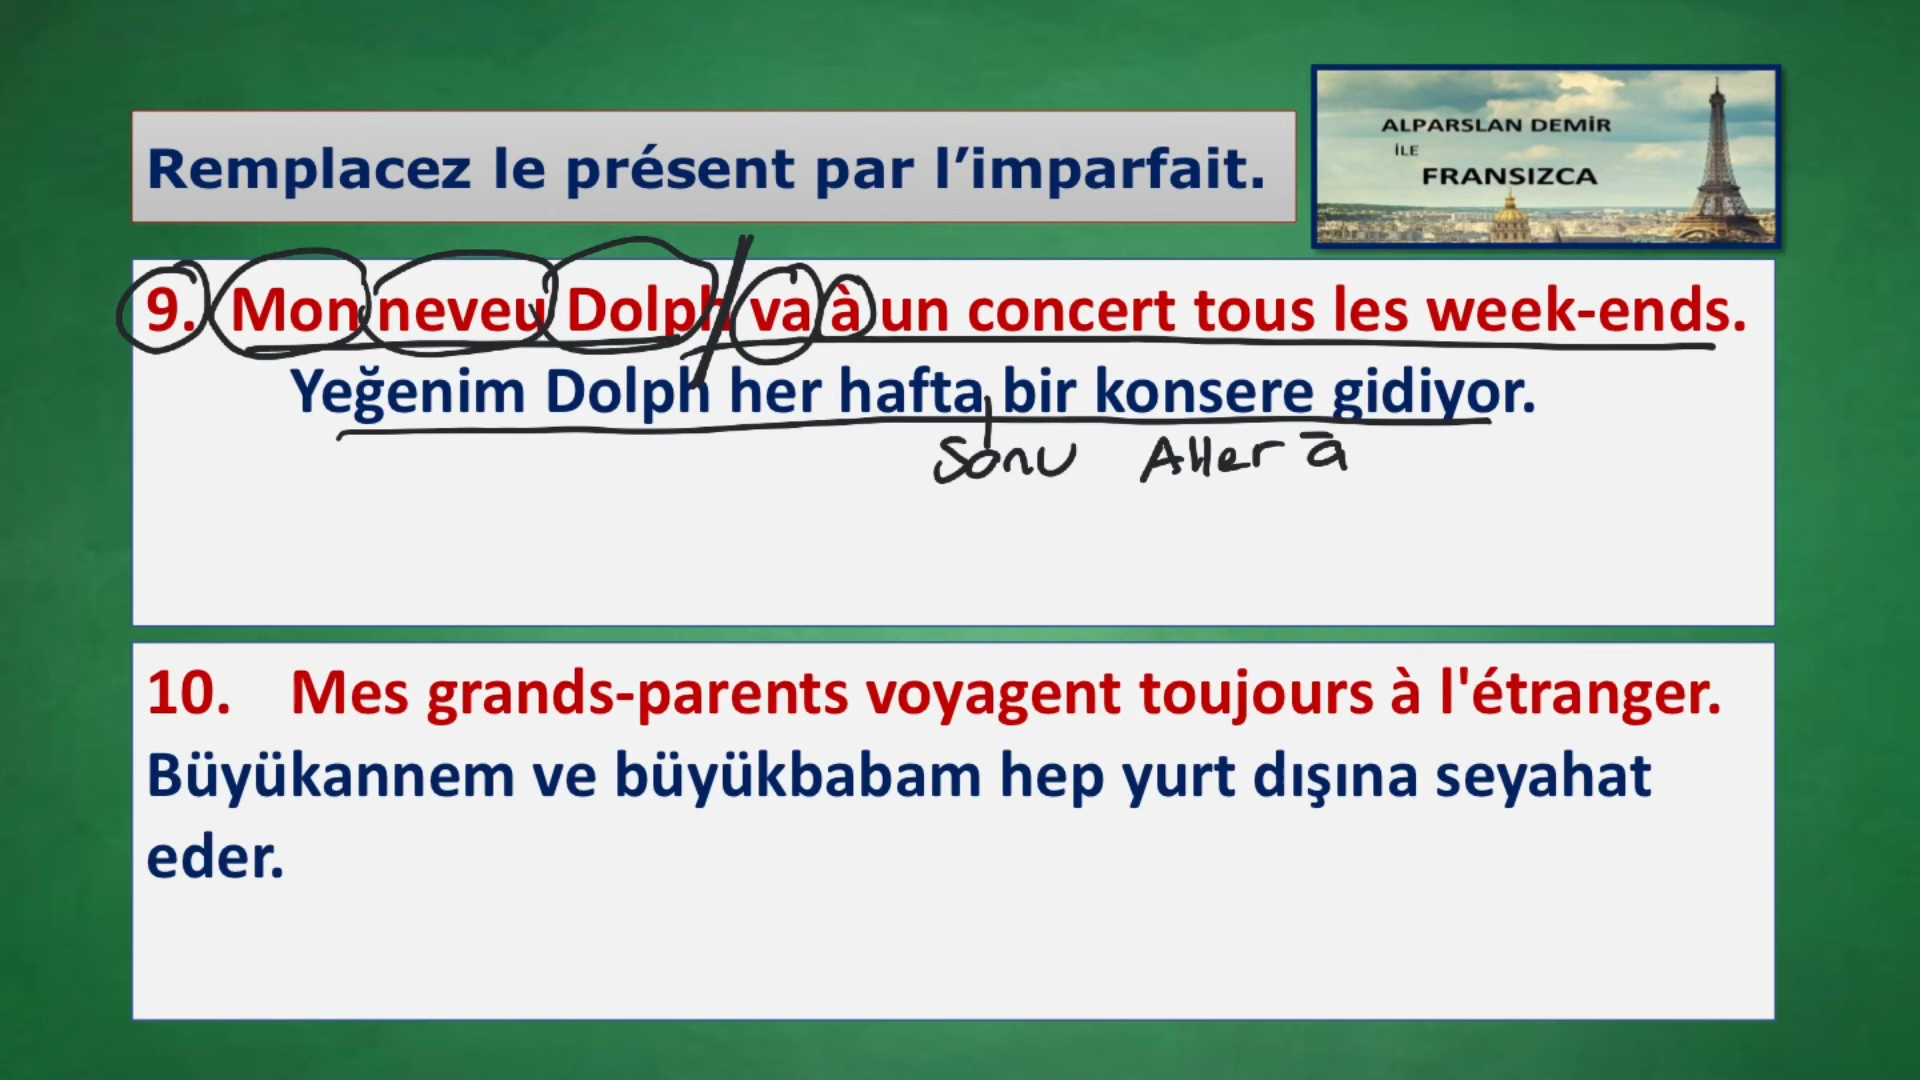 Remplacez le présent par l’imparfait.
ALPARSLAN DEMİR
İLE
FRANSIZCA
9. Mon neveu Dolph va à un concert tous les week-ends.
Yeğenim Dolph her hafta bir konsere gidiyor.
Sonu Aller à
10. Mes grands-parents voyagent toujours à l'étranger.
Büyükannem ve büyükbabam hep yurt dışına seyahat
eder.